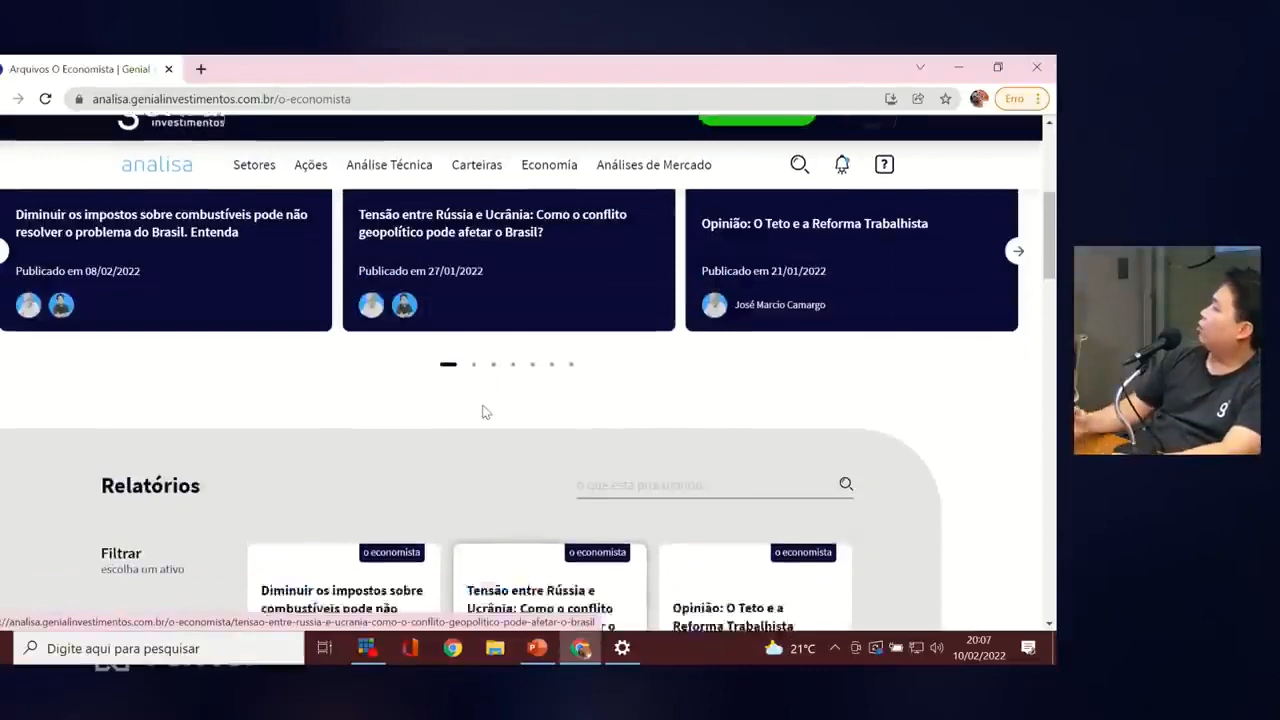 Arquivos O Economista | Genial
analisa.genialinvestimentos.com.br/o-economista
Erro
investimentos
analisa
Setores
Ações
Análise Técnica
Carteiras
Economia
Análises de Mercado
Diminuir os impostos sobre combustíveis pode não
resolver o problema do Brasil. Entenda
Publicado em 08/02/2022
Tensão entre Rússia e Ucrânia: Como o conflito
geopolítico pode afetar o Brasil?
Publicado em 27/01/2022
Opinião: O Teto e a Reforma Trabalhista
Publicado em 21/01/2022
José Marcio Camargo
Relatórios
Filtrar
escolha um ativo
o economista
Diminuir os impostos sobre
combustíveis pode não
o economista
Tensão entre Rússia e
Ucrânia: Como o conflito
o economista
Opinião: O Teto e a
Reforma Trabalhista
://analisa.genialinvestimentos.com.br/o-economista/tensao-entre-russia-e-ucrania-como-o-conflito-geopolitico-pode-afetar-o-brasil
Digite aqui para pesquisar
21°C
20:07
10/02/2022